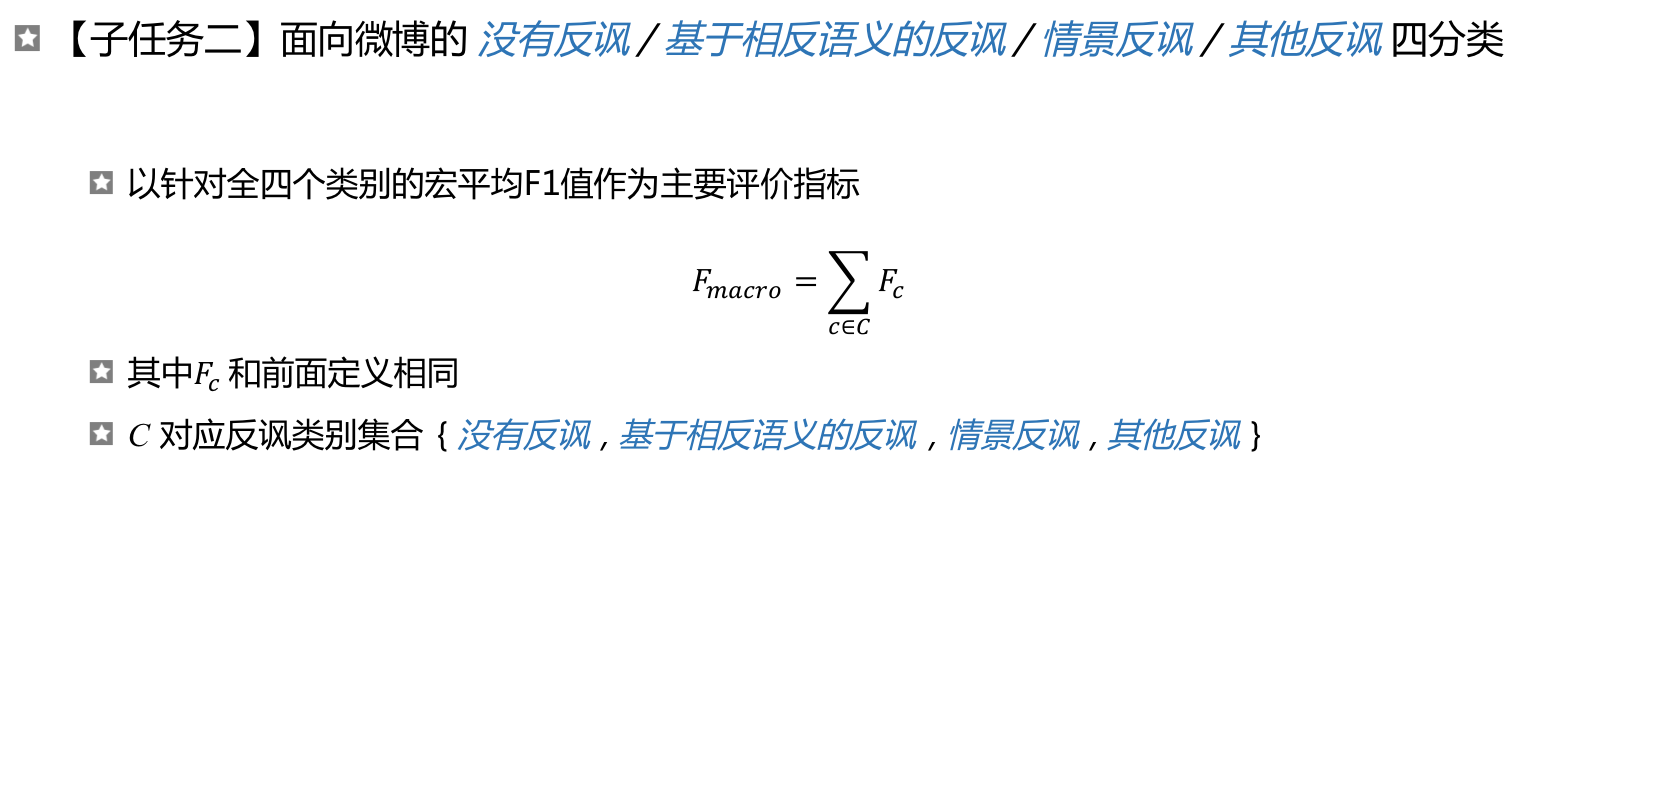 【子任务二】面向微博的 没有反讽 / 基于相反语义的反讽 / 情景反讽 / 其他反讽 四分类
以针对全四个类别的宏平均F1值作为主要评价指标
F_macro = ∑_{c∈C} F_c
其中F_c 和前面定义相同
C 对应反讽类别集合 { 没有反讽 , 基于相反语义的反讽 , 情景反讽 , 其他反讽 }